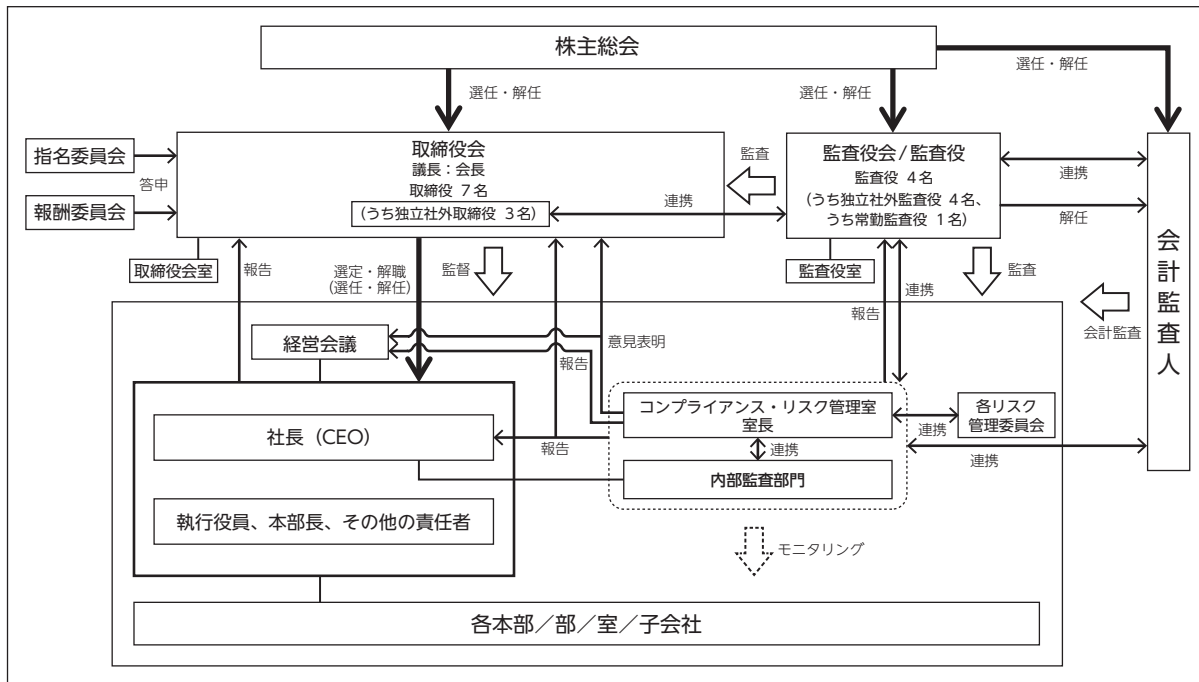 株主総会
選任・解任
選任・解任
選任・解任
指名委員会
答申
報酬委員会
取締役会
議長：会長
取締役 7名
（うち独立社外取締役 3名）
監査
連携
監査役会/監査役
監査役 4名
（うち独立社外監査役 4名、
うち常勤監査役 1名）
連携
解任
会計監査人
取締役会室
報告
選定・解職
（選任・解任）
監督
監査役室
連携
監査
報告
会計監査
経営会議
意見表明
報告
社長（CEO）
報告
コンプライアンス・リスク管理室
室長
連携
内部監査部門
連携
各リスク
管理委員会
連携
執行役員、本部長、その他の責任者
モニタリング
各本部／部／室／子会社